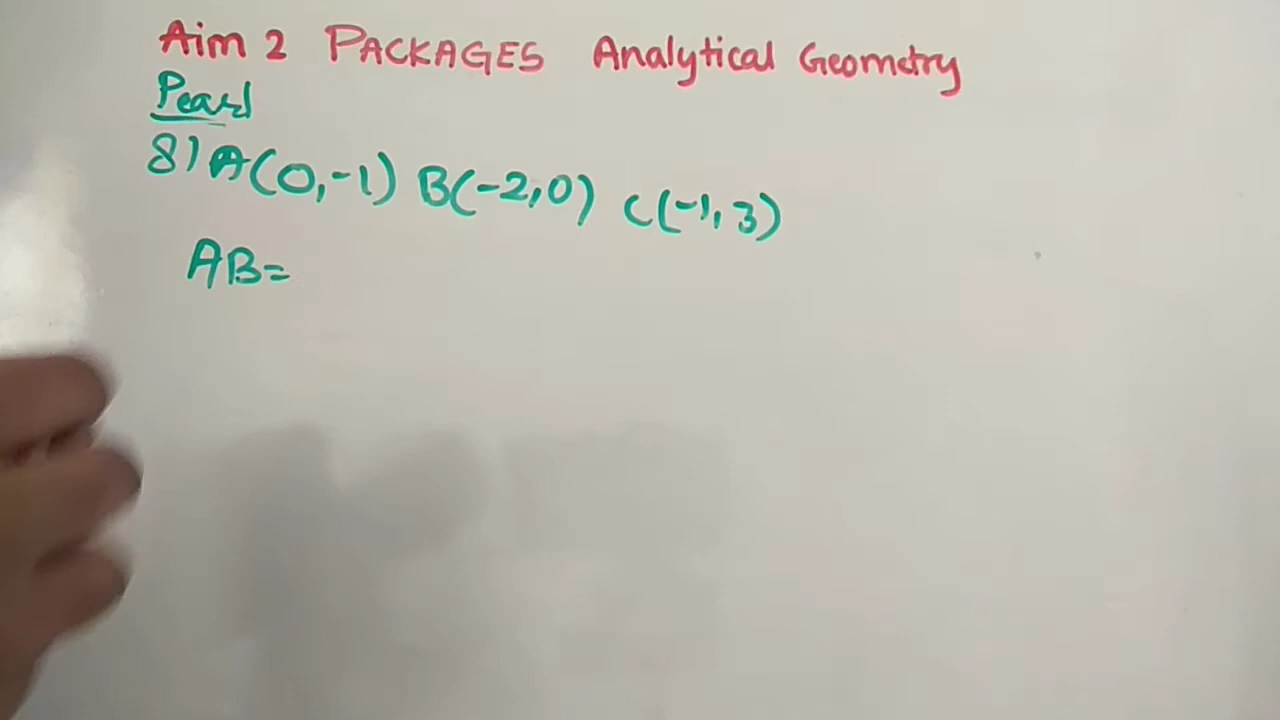 Aim 2 PACKAGES Analytical Geometry
Pearl
8) A(0,-1) B(-2,0) C(-1,3)
AB=